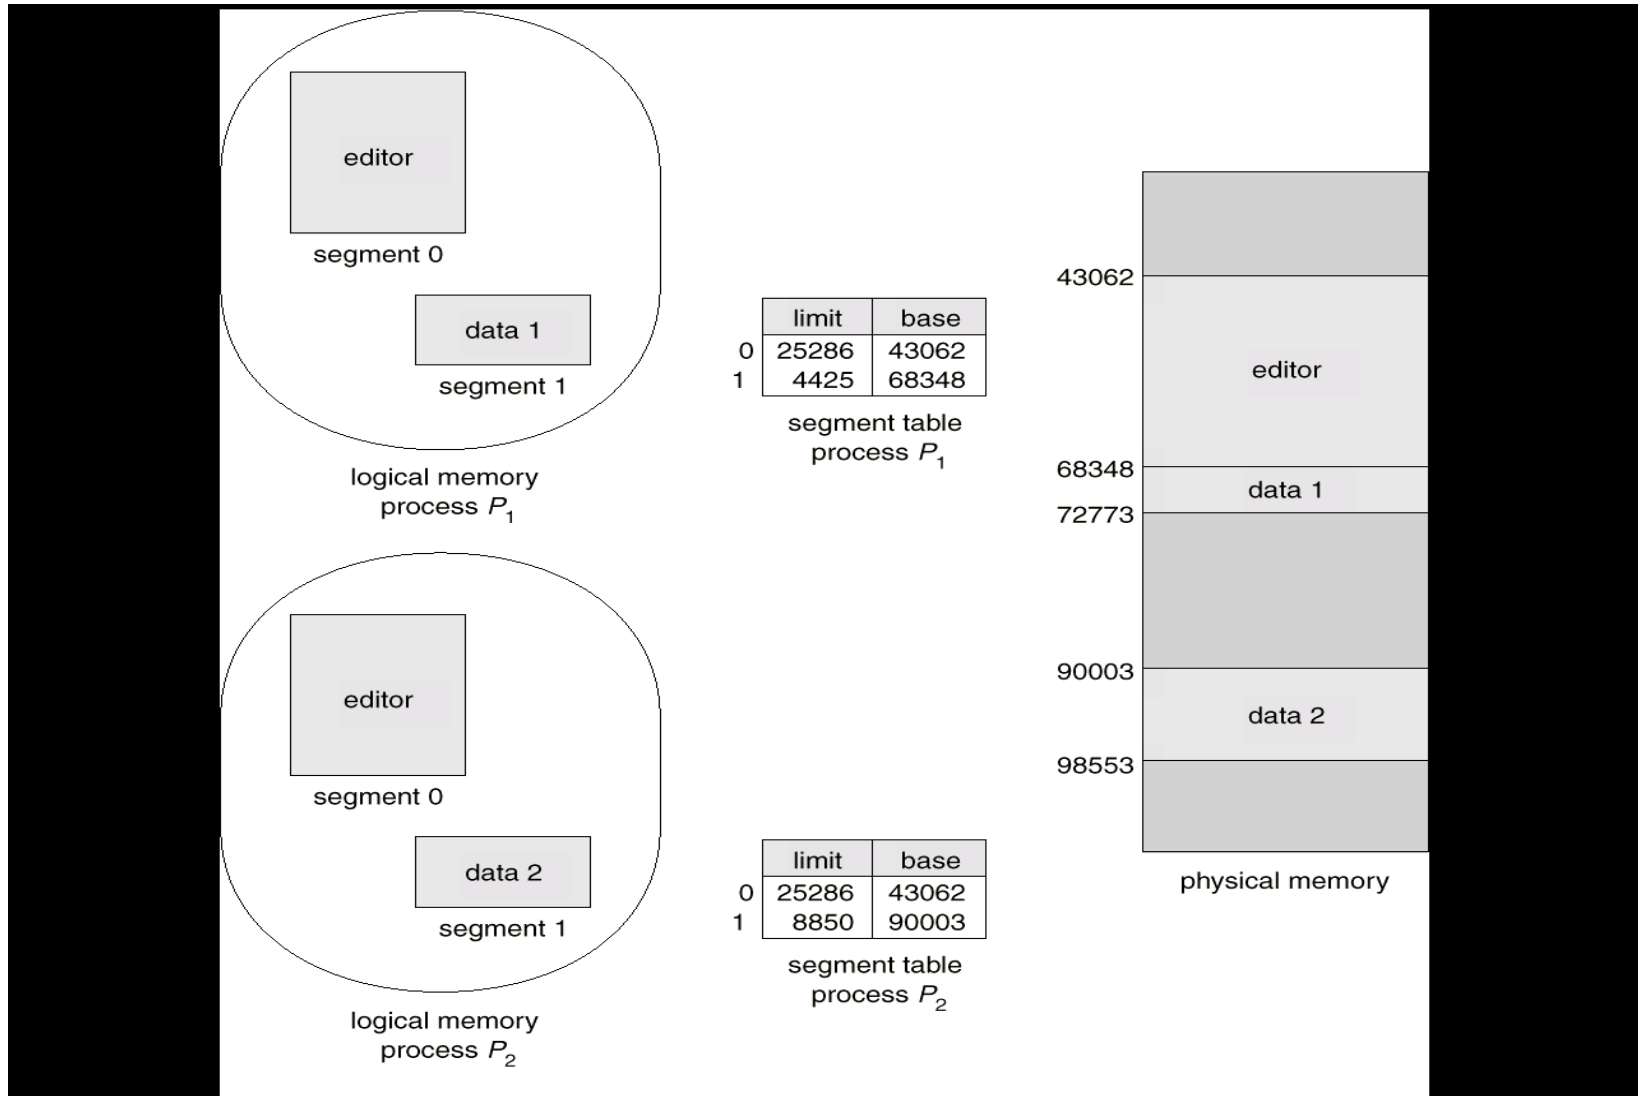 editor
segment 0
data 1
segment 1
logical memory
process P1
limit base
0 25286 43062
1 4425 68348
segment table
process P1
editor
segment 0
data 2
segment 1
logical memory
process P2
limit base
0 25286 43062
1 8850 90003
segment table
process P2
43062
editor
68348
data 1
72773
90003
data 2
98553
physical memory